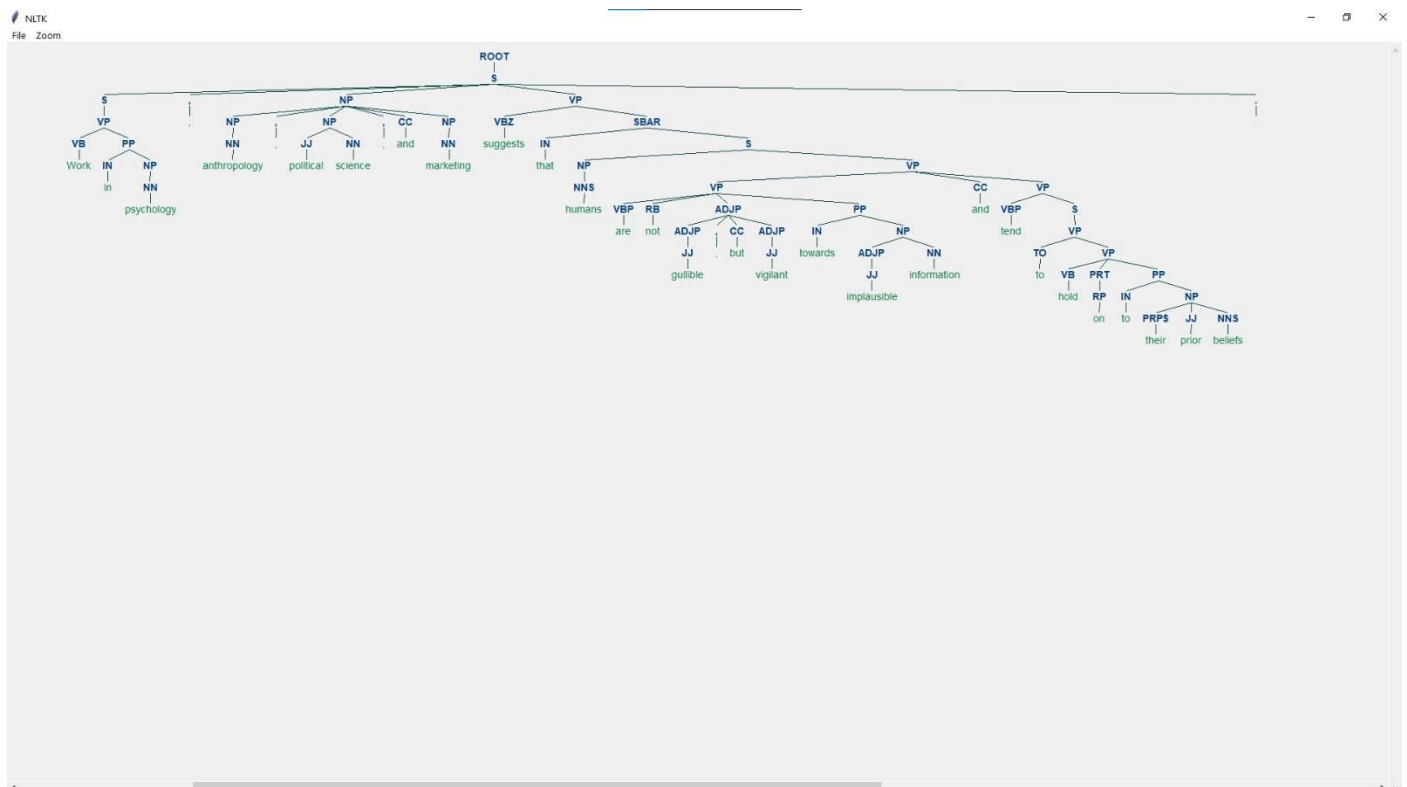 NLTK
File Zoom
ROOT
S
S , NP VP .
VP NP , NP , CC NP VBZ SBAR .
VB PP NN , JJ NN , and NN suggests IN S
Work IN NP anthropology political science marketing that NP VP
in NN NNS VP CC VP
psychology humans VBP RB ADJP PP and VBP S
are not ADJP , CC ADJP IN NP tend VP
JJ , but JJ towards ADJP NN TO VP
gullible vigilant JJ information to VB PRT PP
implausible hold RP IN NP
on to PRP$ JJ NNS
their prior beliefs